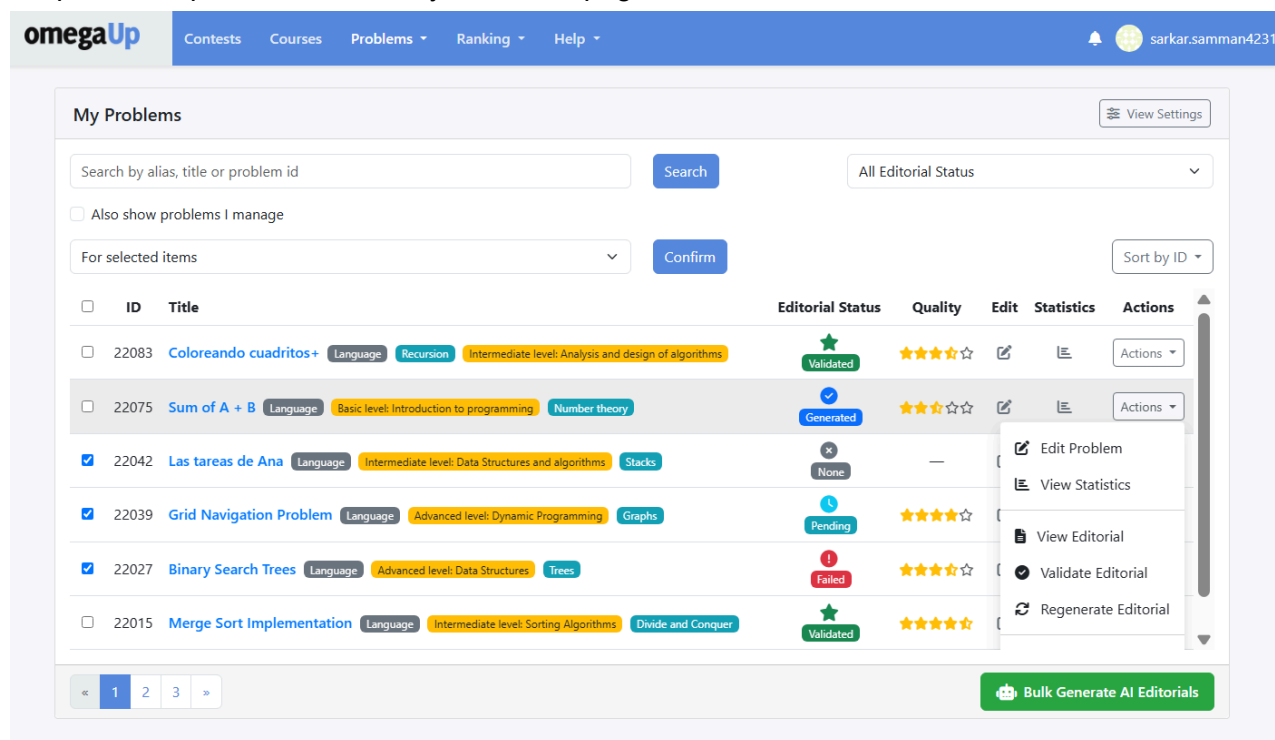 omegaUp Contests Courses Problems Ranking Help sarkar.samman4231
My Problems View Settings
Search by alias, title or problem id Search All Editorial Status
Also show problems I manage
For selected items Confirm Sort by ID
ID Title Editorial Status Quality Edit Statistics Actions
22083 Coloreando cuadritos+ Language Recursion Intermediate level: Analysis and design of algorithms Validated Actions
22075 Sum of A + B Language Basic level: Introduction to programming Number theory Generated Actions
Edit Problem
22042 Las tareas de Ana Language Intermediate level: Data Structures and algorithms Stacks None —
View Statistics
22039 Grid Navigation Problem Language Advanced level: Dynamic Programming Graphs Pending
View Editorial
22027 Binary Search Trees Language Advanced level: Data Structures Trees Failed
Validate Editorial
Regenerate Editorial
22015 Merge Sort Implementation Language Intermediate level: Sorting Algorithms Divide and Conquer Validated
« 1 2 3 » Bulk Generate AI Editorials